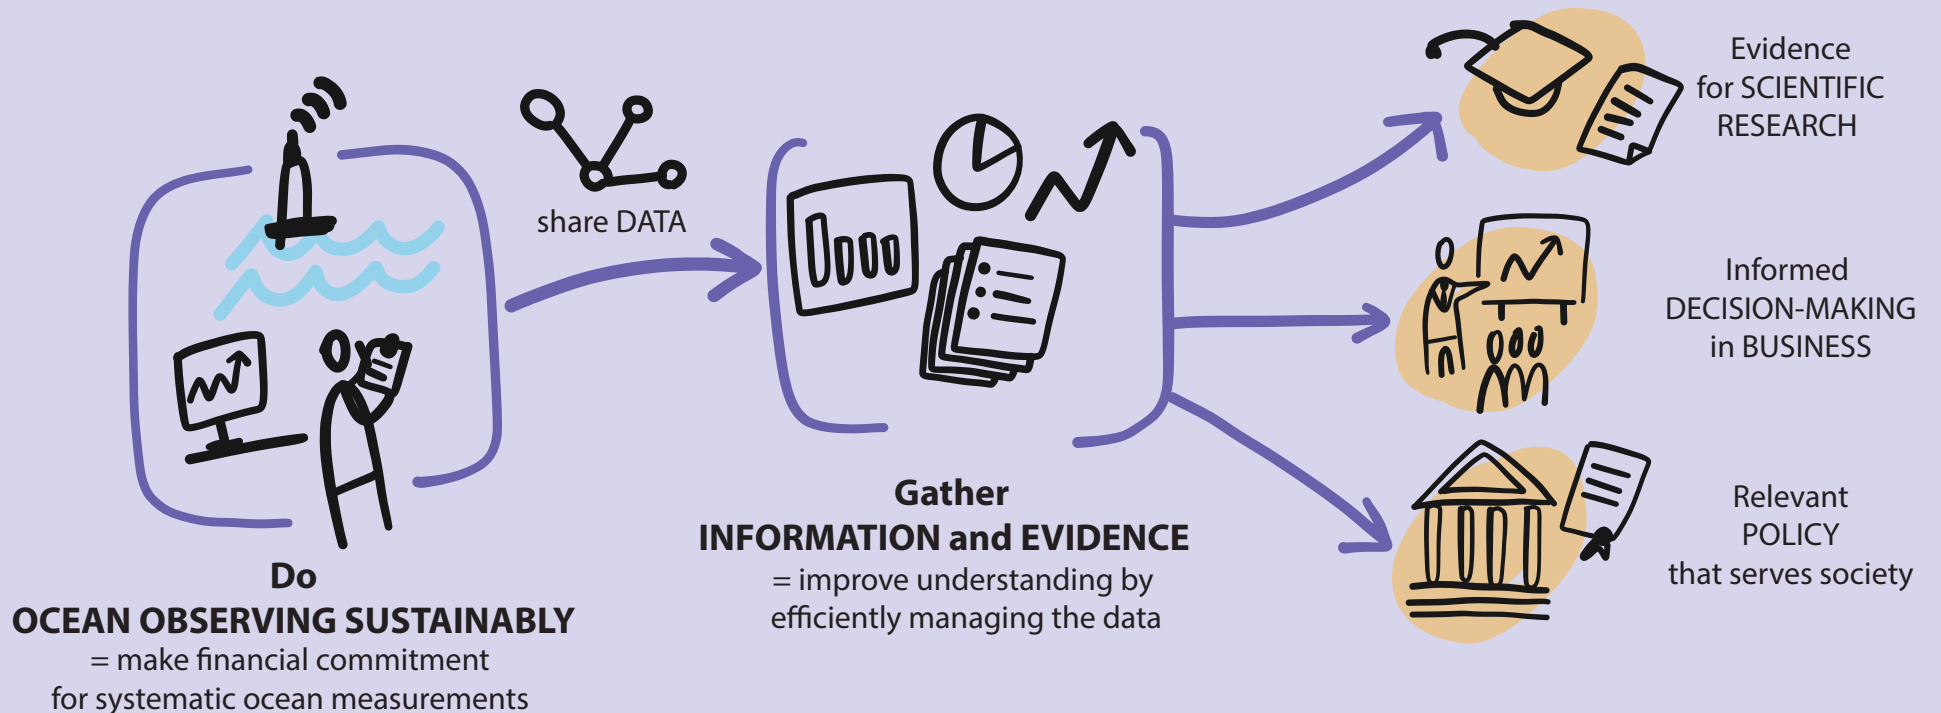 share DATA
Do
OCEAN OBSERVING SUSTAINABLY
= make financial commitment
for systematic ocean measurements
Gather
INFORMATION and EVIDENCE
= improve understanding by
efficiently managing the data
Evidence
for SCIENTIFIC
RESEARCH
Informed
DECISION-MAKING
in BUSINESS
Relevant
POLICY
that serves society